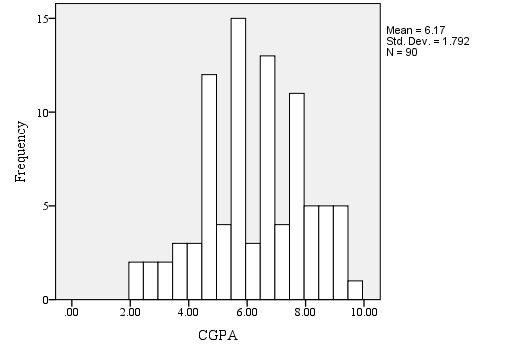 15
10
5
0
Frequency
.00 2.00 4.00 6.00 8.00 10.00
CGPA
Mean = 6.17
Std. Dev. = 1.792
N = 90